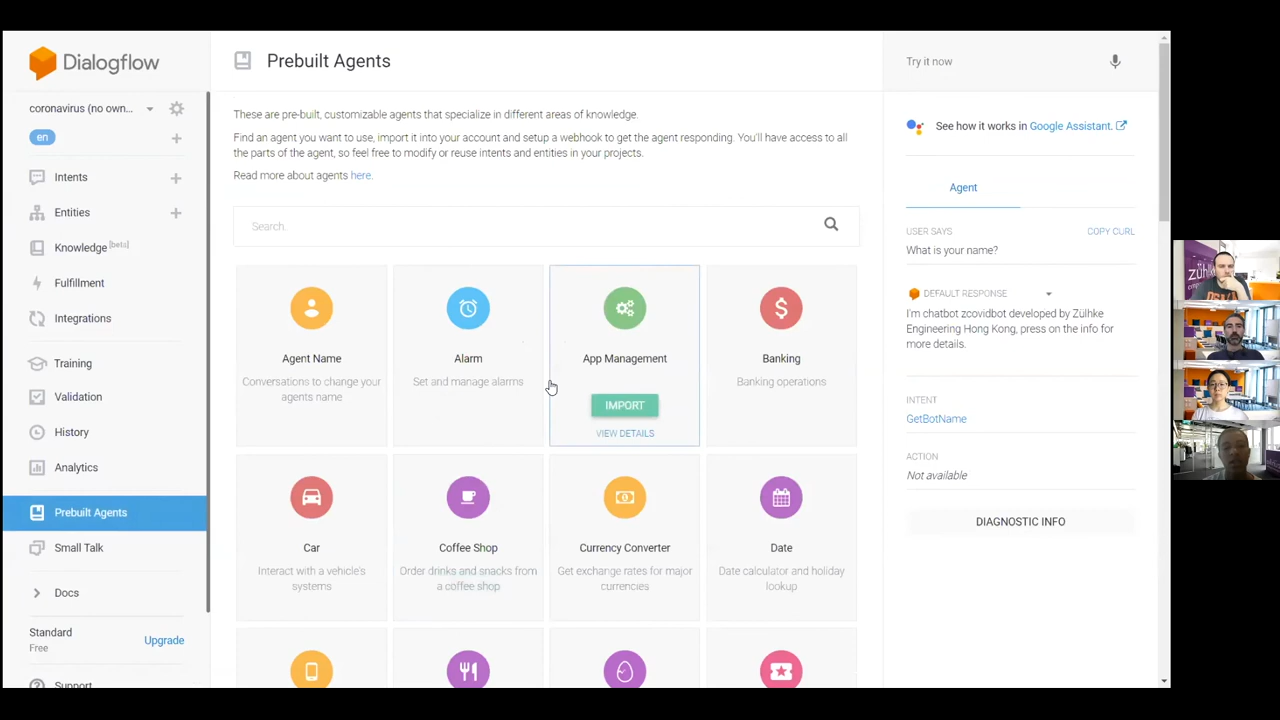 Dialogflow
coronavirus (no own...
en
Intents
Entities
Knowledge [beta]
Fulfillment
Integrations
Training
Validation
History
Analytics
Prebuilt Agents
Small Talk
Docs
Standard
Free
Upgrade
Support
Prebuilt Agents
These are pre-built, customizable agents that specialize in different areas of knowledge.
Find an agent you want to use, import it into your account and setup a webhook to get the agent responding. You'll have access to all
the parts of the agent, so feel free to modify or reuse intents and entities in your projects.
Read more about agents here.
Search.
Agent Name
Conversations to change your
agents name
Alarm
Set and manage alarms
App Management
IMPORT
VIEW DETAILS
Banking
Banking operations
Car
Interact with a vehicle's
systems
Coffee Shop
Order drinks and snacks from
a coffee shop
Currency Converter
Get exchange rates for major
currencies
Date
Date calculator and holiday
lookup
Try it now
See how it works in Google Assistant.
Agent
USER SAYS
COPY CURL
What is your name?
DEFAULT RESPONSE
I'm chatbot zcovidbot developed by Zülhke
Engineering Hong Kong, press on the info for
more details.
INTENT
GetBotName
ACTION
Not available
DIAGNOSTIC INFO
zühlke